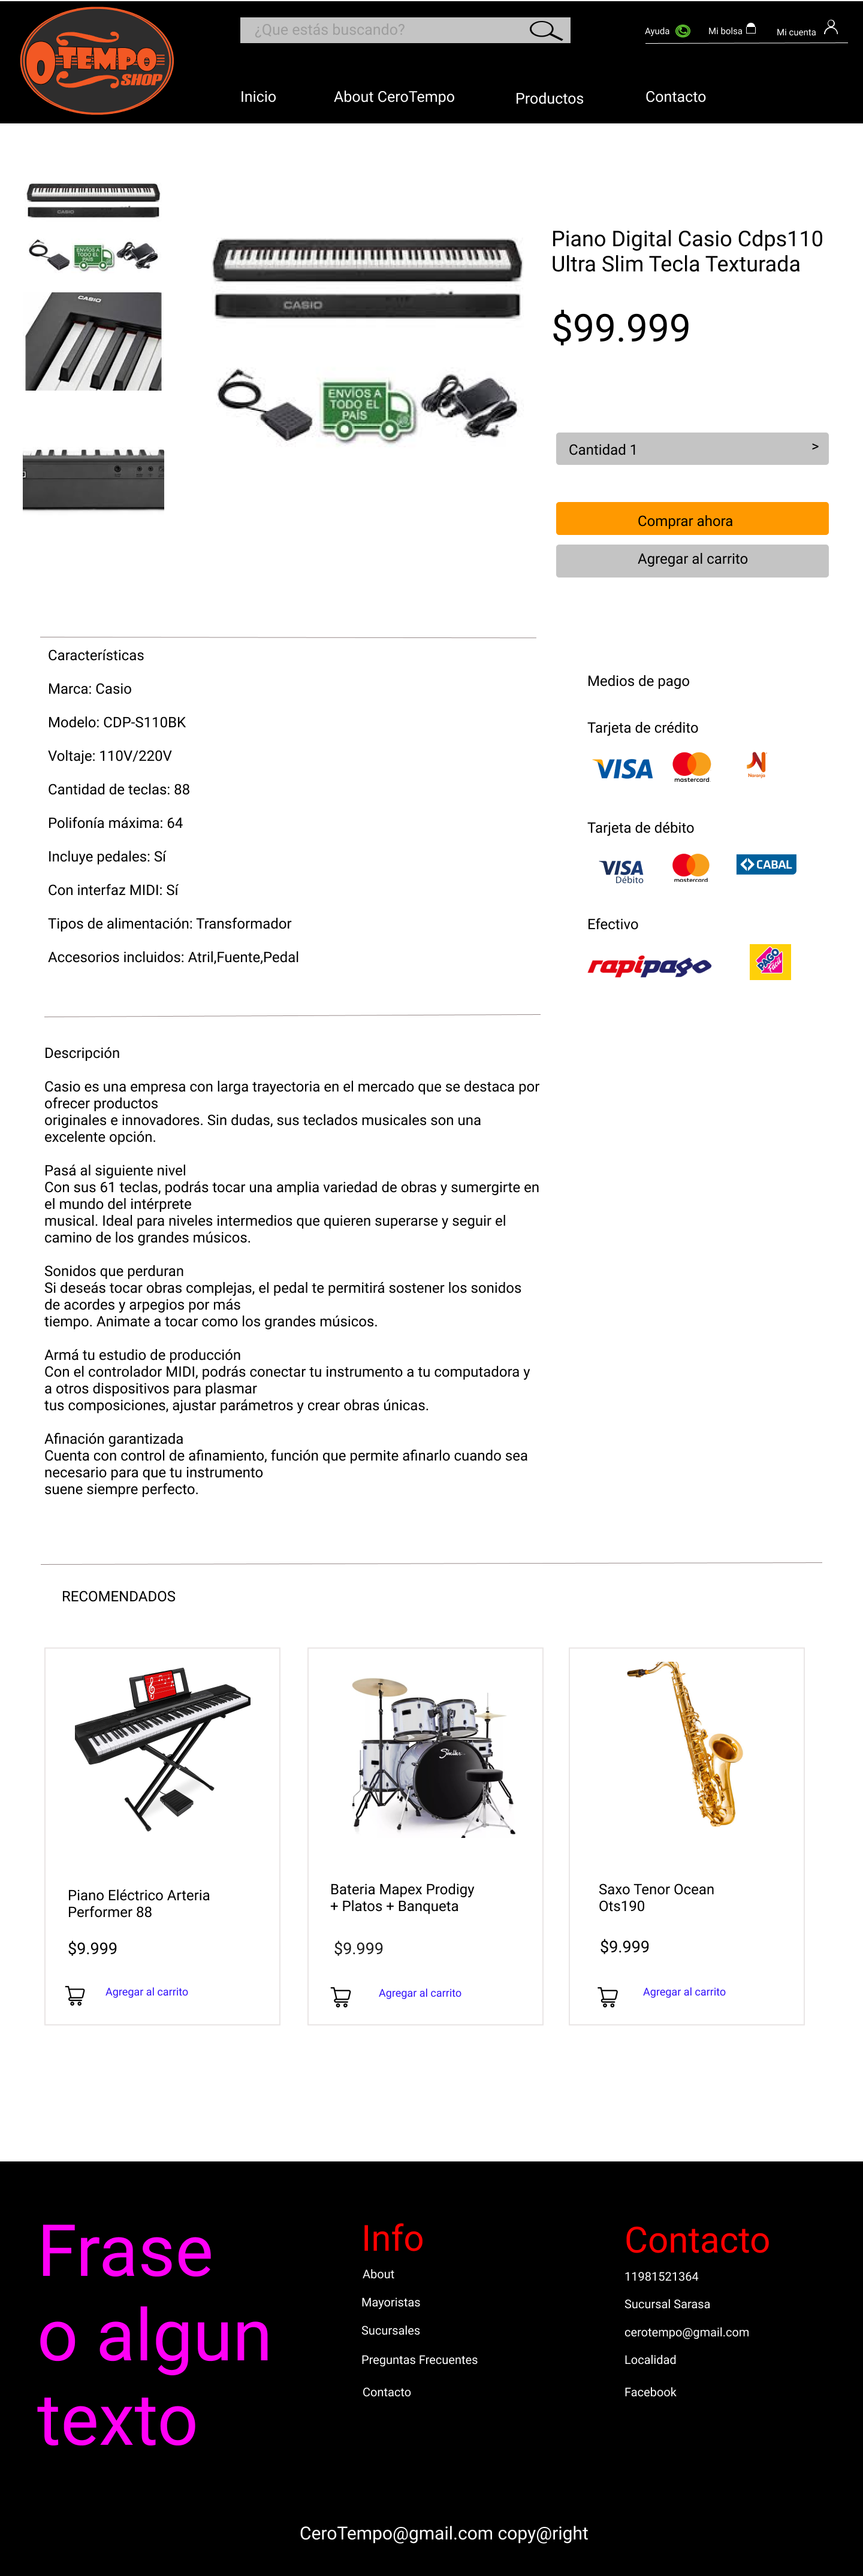 0 TEMPO
SHOP
¿Que estás buscando?
Ayuda
Mi bolsa
Mi cuenta
Inicio
About CeroTempo
Productos
Contacto
CASIO
ENVÍOS A
TODO EL
PAÍS
CASIO
CASIO
ENVÍOS A
TODO EL
PAÍS
Piano Digital Casio Cdps110
Ultra Slim Tecla Texturada
$99.999
Cantidad 1
>
Comprar ahora
Agregar al carrito
Características
Marca: Casio
Modelo: CDP-S110BK
Voltaje: 110V/220V
Cantidad de teclas: 88
Polifonía máxima: 64
Incluye pedales: Sí
Con interfaz MIDI: Sí
Tipos de alimentación: Transformador
Accesorios incluidos: Atril,Fuente,Pedal
Medios de pago
Tarjeta de crédito
VISA
mastercard.
Naranja
Tarjeta de débito
VISA
Débito
mastercard
CABAL
Efectivo
rapipago
PAGO
fácil
Descripción
Casio es una empresa con larga trayectoria en el mercado que se destaca por
ofrecer productos
originales e innovadores. Sin dudas, sus teclados musicales son una
excelente opción.
Pasá al siguiente nivel
Con sus 61 teclas, podrás tocar una amplia variedad de obras y sumergirte en
el mundo del intérprete
musical. Ideal para niveles intermedios que quieren superarse y seguir el
camino de los grandes músicos.
Sonidos que perduran
Si deseás tocar obras complejas, el pedal te permitirá sostener los sonidos
de acordes y arpegios por más
tiempo. Animate a tocar como los grandes músicos.
Armá tu estudio de producción
Con el controlador MIDI, podrás conectar tu instrumento a tu computadora y
a otros dispositivos para plasmar
tus composiciones, ajustar parámetros y crear obras únicas.
Afinación garantizada
Cuenta con control de afinamiento, función que permite afinarlo cuando sea
necesario para que tu instrumento
suene siempre perfecto.
RECOMENDADOS
Piano Eléctrico Arteria
Performer 88
$9.999
Agregar al carrito
Bateria Mapex Prodigy
+ Platos + Banqueta
$9.999
Agregar al carrito
Saxo Tenor Ocean
Ots190
$9.999
Agregar al carrito
Frase
o algun
texto
Info
About
Mayoristas
Sucursales
Preguntas Frecuentes
Contacto
Contacto
11981521364
Sucursal Sarasa
cerotempo@gmail.com
Localidad
Facebook
CeroTempo@gmail.com copy@right